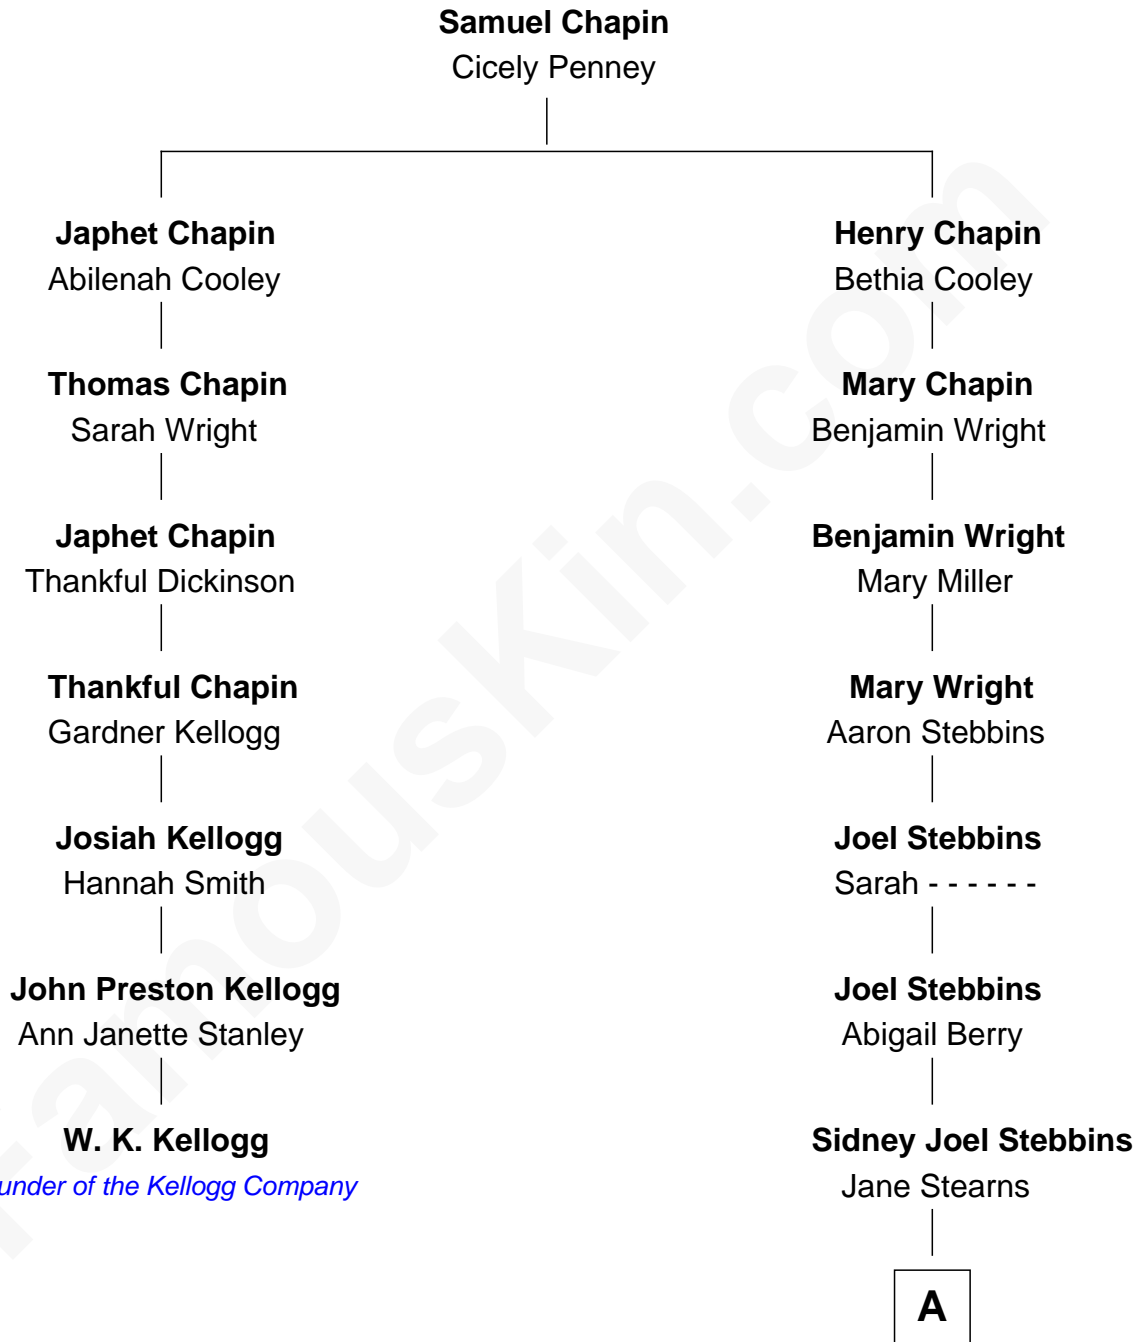 Samuel Chapin
Cicely Penney
Japhet Chapin
Abilenah Cooley
Thomas Chapin
Sarah Wright
Japhet Chapin
Thankful Dickinson
Thankful Chapin
Gardner Kellogg
Josiah Kellogg
Hannah Smith
John Preston Kellogg
Ann Janette Stanley
W. K. Kellogg
under of the Kellogg Company
Henry Chapin
Bethia Cooley
Mary Chapin
Benjamin Wright
Benjamin Wright
Mary Miller
Mary Wright
Aaron Stebbins
Joel Stebbins
Sarah - - - - - -
Joel Stebbins
Abigail Berry
Sidney Joel Stebbins
Jane Stearns
A
FamousKin.com